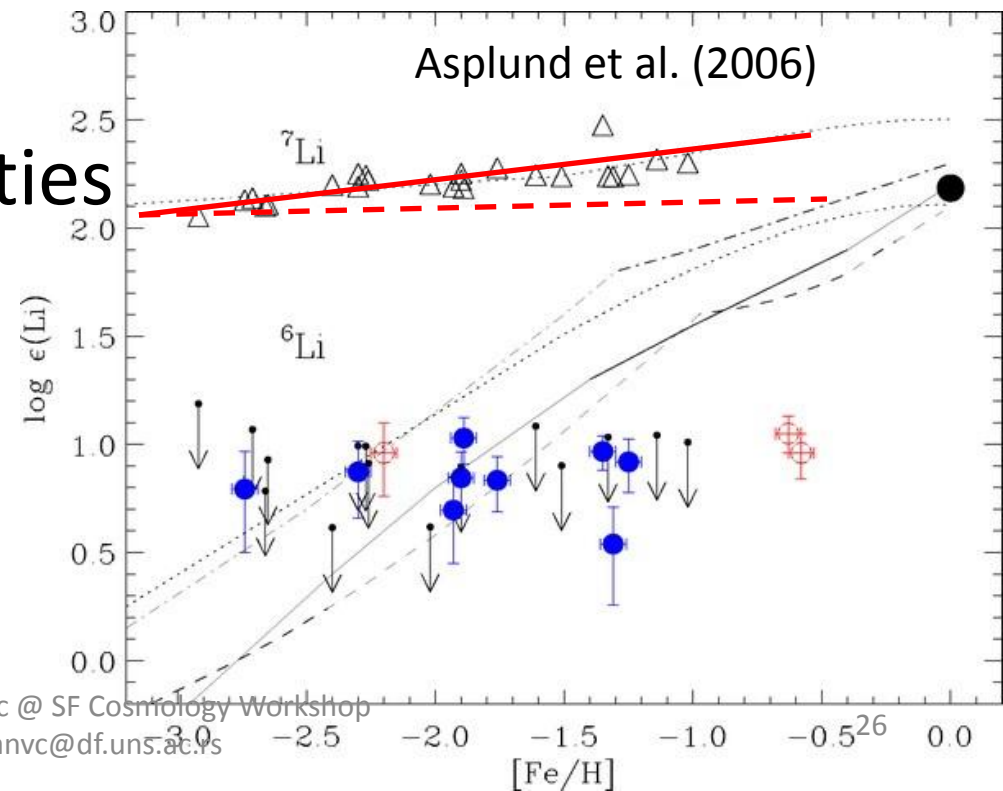 Asplund et al. (2006)
ties
3.0
2.5
2.0
1.5
1.0
0.5
0.0
log ε(Li)
⁷Li
⁶Li
-3.0 -2.5 -2.0 -1.5 -1.0 -0.5 0.0
[Fe/H]
c @ SF Cosmology Workshop
nvc@df.uns.ac.rs
26